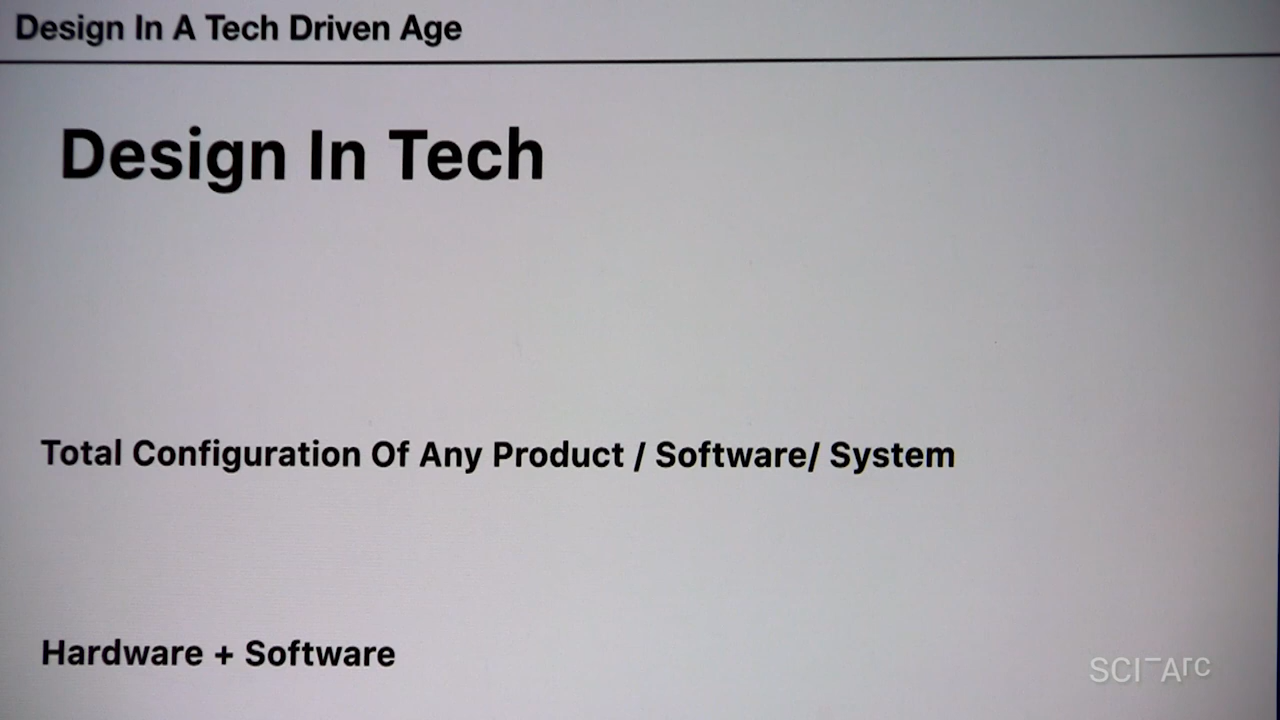 Design In A Tech Driven Age
Design In Tech
Total Configuration Of Any Product / Software/ System
Hardware + Software
SCI-Arc